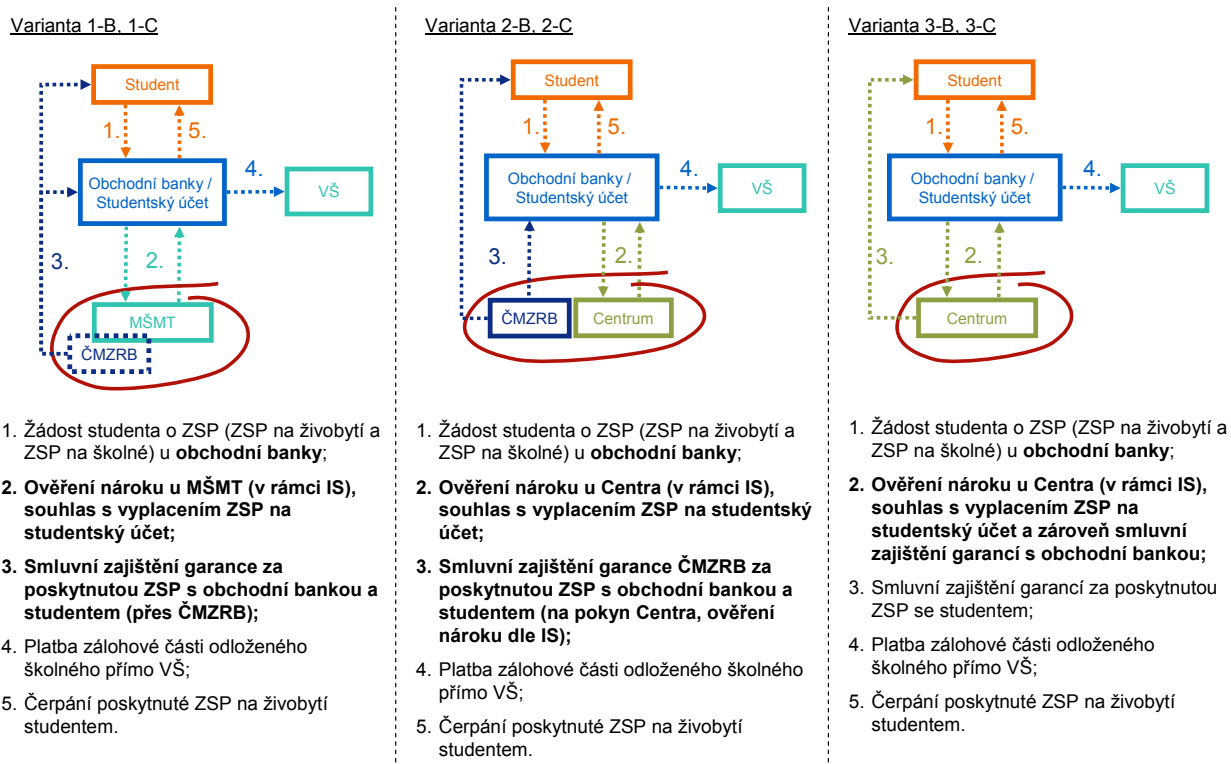 Varianta 1-B, 1-C
Student
1.
5.
4.
Obchodní banky /
Studentský účet
VŠ
3.
2.
MŠMT
ČMZRB
1. Žádost studenta o ZSP (ZSP na živobytí a
ZSP na školné) u obchodní banky;
2. Ověření nároku u MŠMT (v rámci IS),
souhlas s vyplacením ZSP na
studentský účet;
3. Smluvní zajištění garance za
poskytnutou ZSP s obchodní bankou a
studentem (přes ČMZRB);
4. Platba zálohové části odloženého
školného přímo VŠ;
5. Čerpání poskytnuté ZSP na živobytí
studentem.
Varianta 2-B, 2-C
Student
1.
5.
4.
Obchodní banky /
Studentský účet
VŠ
3.
2.
ČMZRB
Centrum
1. Žádost studenta o ZSP (ZSP na živobytí a
ZSP na školné) u obchodní banky;
2. Ověření nároku u Centra (v rámci IS),
souhlas s vyplacením ZSP na studentský
účet;
3. Smluvní zajištění garance ČMZRB za
poskytnutou ZSP s obchodní bankou a
studentem (na pokyn Centra, ověření
nároku dle IS);
4. Platba zálohové části odloženého školného
přímo VŠ;
5. Čerpání poskytnuté ZSP na živobytí
studentem.
Varianta 3-B, 3-C
Student
1.
5.
4.
Obchodní banky /
Studentský účet
VŠ
3.
2.
Centrum
1. Žádost studenta o ZSP (ZSP na živobytí a
ZSP na školné) u obchodní banky;
2. Ověření nároku u Centra (v rámci IS),
souhlas s vyplacením ZSP na
studentský účet a zároveň smluvní
zajištění garancí s obchodní bankou;
3. Smluvní zajištění garancí za poskytnutou
ZSP se studentem;
4. Platba zálohové části odloženého
školného přímo VŠ;
5. Čerpání poskytnuté ZSP na živobytí
studentem.